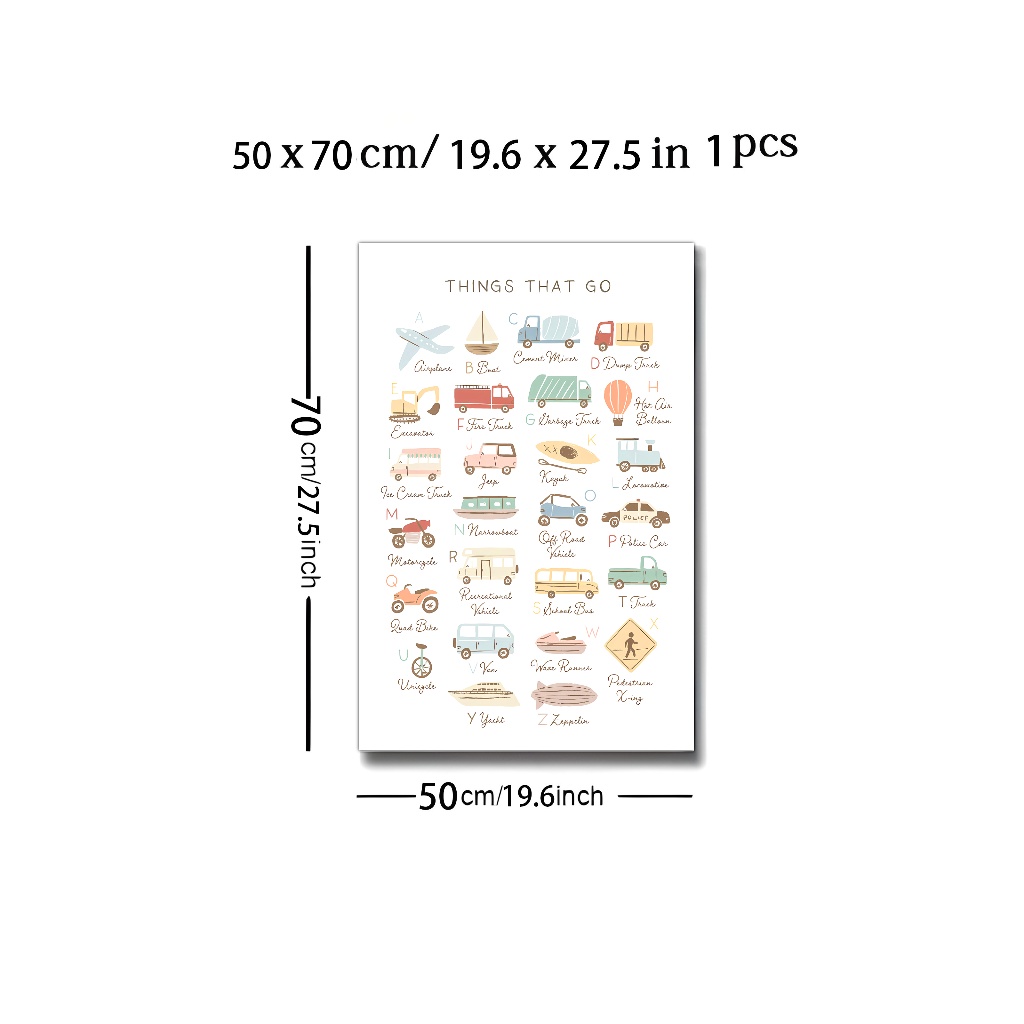 50 x 70 cm/ 19.6 x 27.5 in 1 pcs
70 cm/27.5inch
THINGS THAT GO
A
Airplane
B Boat
C
Cement Mixer
D Dump Truck
E
Excavator
F Fire Truck
G Garbage Truck
H
Hot Air
Balloon
I
Ice Cream Truck
J
Jeep
K
Kayak
L Locomotive
M
Motorcycle
N Narrowboat
O
Off Road
Vehicle
POLICE
P Police Car
Q
Quad Bike
R
Recreational
Vehicle
S School Bus
T Truck
U
Unicycle
V Van
W
Wave Runner
X
Pedestrian
X-ing
Y Yacht
Z Zeppelin
50cm/19.6inch